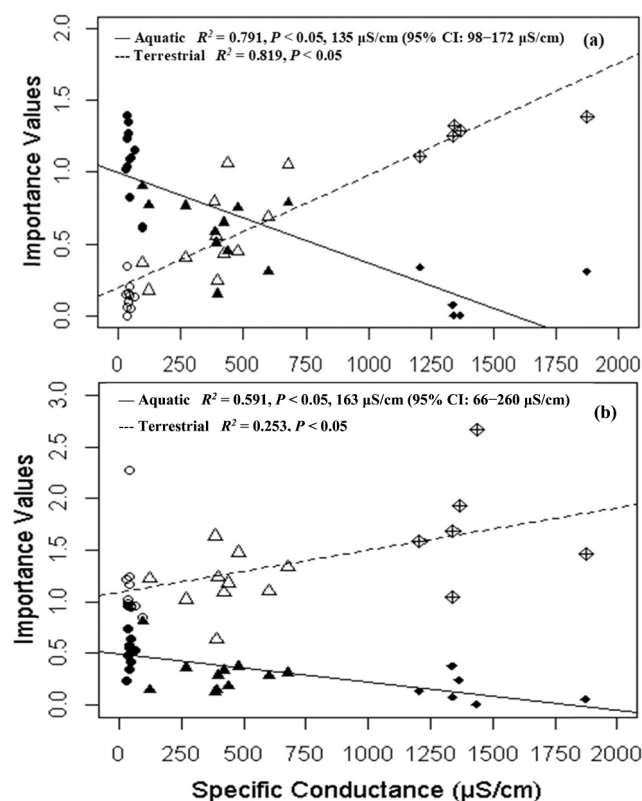 — Aquatic R² = 0.791, P < 0.05, 135 µS/cm (95% CI: 98–172 µS/cm) (a)
--- Terrestrial R² = 0.819, P < 0.05
Importance Values
2.0
1.5
1.0
0.5
0.0
0 250 500 750 1000 1250 1500 1750 2000
— Aquatic R² = 0.591, P < 0.05, 163 µS/cm (95% CI: 66–260 µS/cm) (b)
--- Terrestrial R² = 0.253, P < 0.05
Importance Values
3.0
2.5
2.0
1.5
1.0
0.5
0.0
0 250 500 750 1000 1250 1500 1750 2000
Specific Conductance (µS/cm)